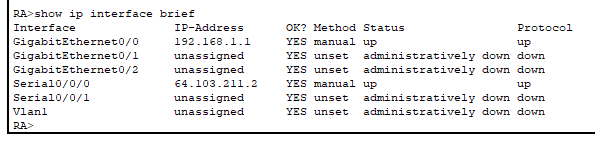 RA>show ip interface brief
Interface IP-Address OK? Method Status Protocol
GigabitEthernet0/0 192.168.1.1 YES manual up up
GigabitEthernet0/1 unassigned YES unset administratively down down
GigabitEthernet0/2 unassigned YES unset administratively down down
Serial0/0/0 64.103.211.2 YES manual up up
Serial0/0/1 unassigned YES unset administratively down down
Vlan1 unassigned YES unset administratively down down
RA>